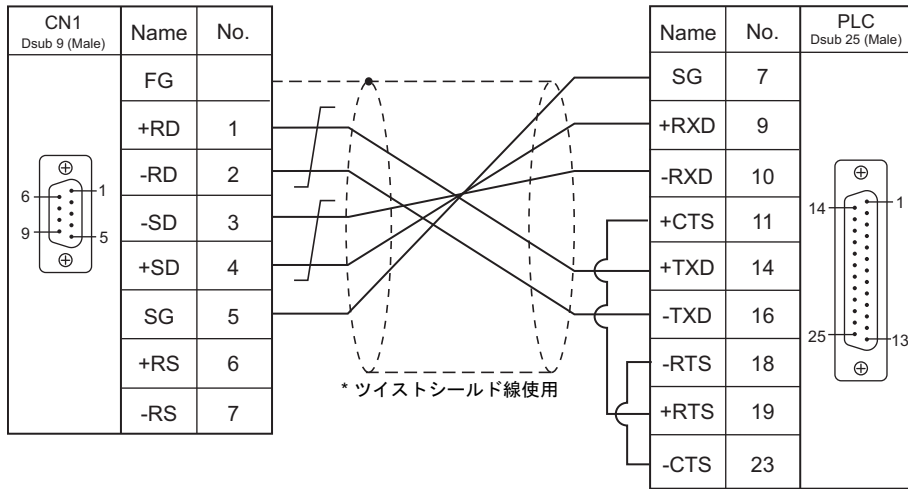 CN1
Dsub 9 (Male)
Name No.
FG
+RD 1
-RD 2
-SD 3
+SD 4
SG 5
+RS 6
-RS 7
6
1
9
5
* ツイストシールド線使用
Name No.
PLC
Dsub 25 (Male)
SG 7
+RXD 9
-RXD 10
+CTS 11
+TXD 14
-TXD 16
-RTS 18
+RTS 19
-CTS 23
14
1
25
13